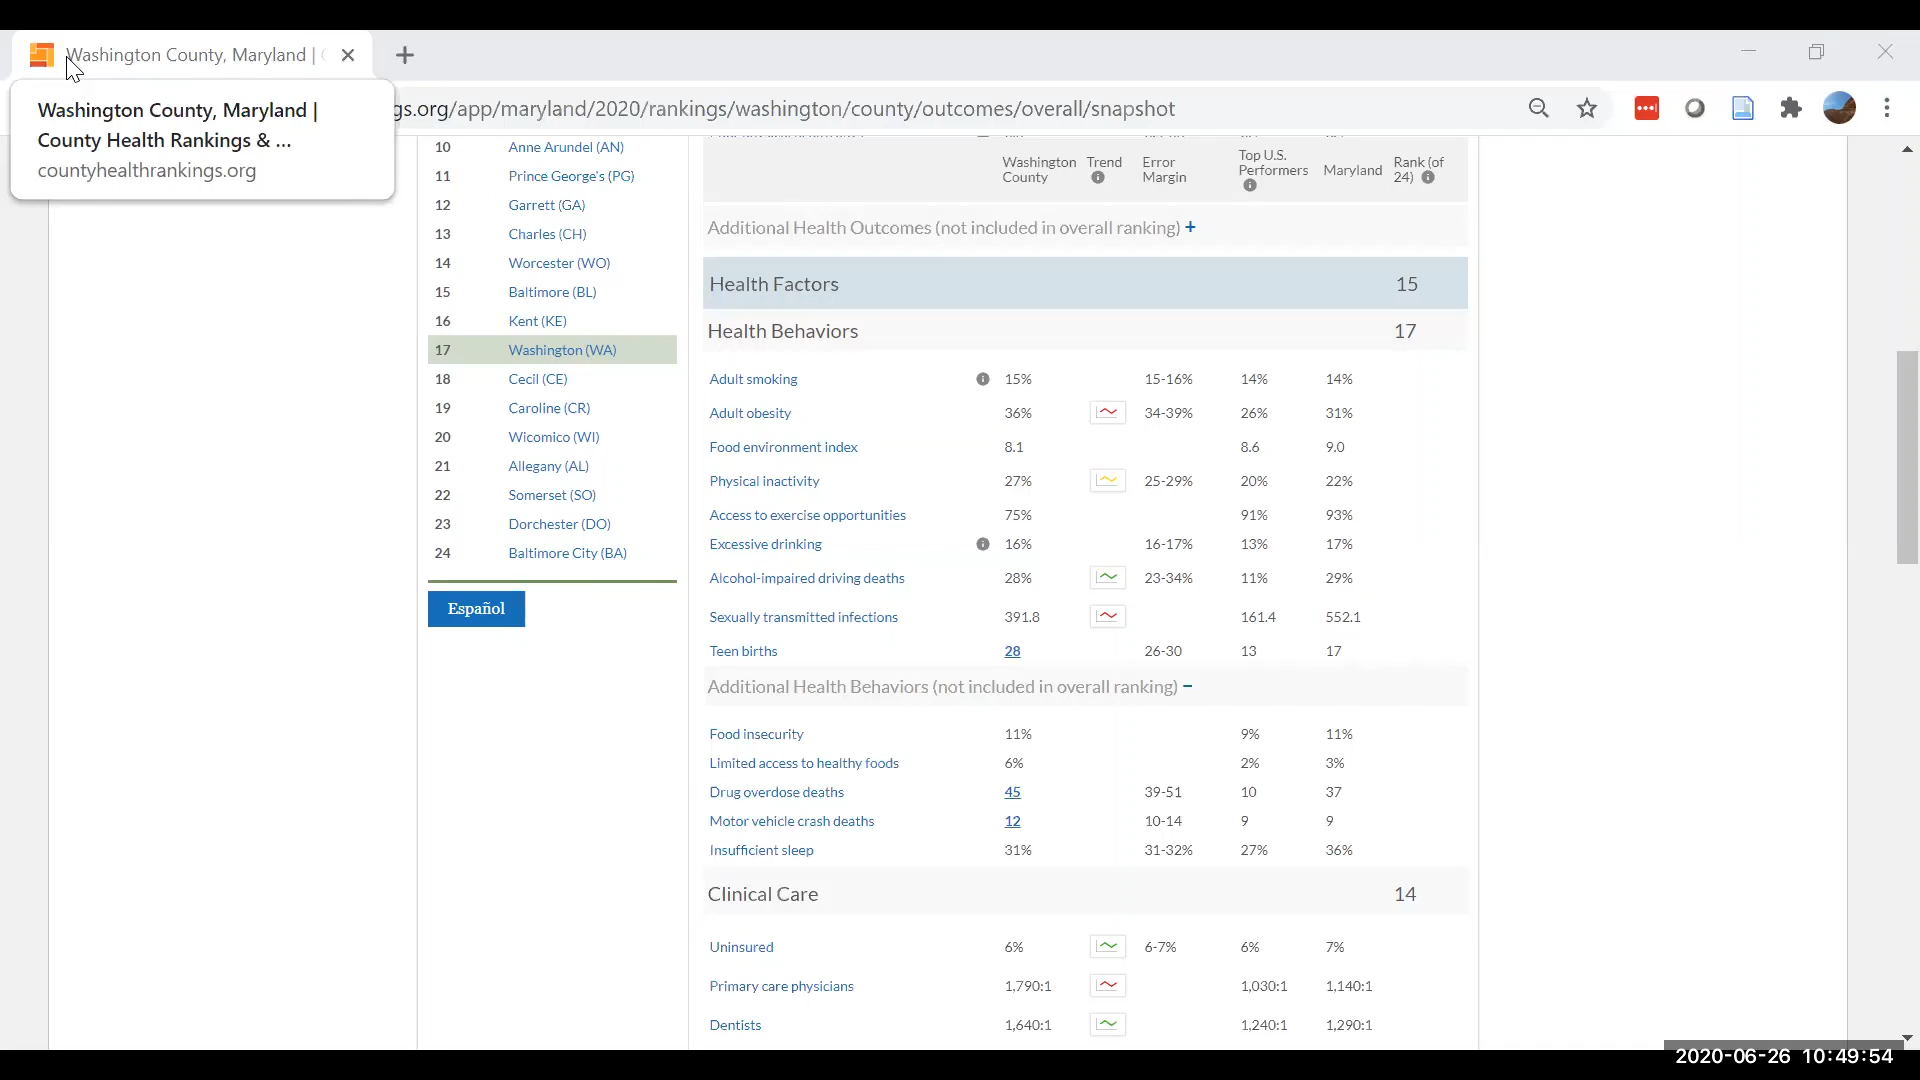 Washington County, Maryland |
Washington County, Maryland |
County Health Rankings & ...
countyhealthrankings.org
gs.org/app/maryland/2020/rankings/washington/county/outcomes/overall/snapshot
10 Anne Arundel (AN)
11 Prince George's (PG)
12 Garrett (GA)
13 Charles (CH)
14 Worcester (WO)
15 Baltimore (BL)
16 Kent (KE)
17 Washington (WA)
18 Cecil (CE)
19 Caroline (CR)
20 Wicomico (WI)
21 Allegany (AL)
22 Somerset (SO)
23 Dorchester (DO)
24 Baltimore City (BA)
Español
Washington County Trend Error Margin Top U.S. Performers Maryland Rank (of 24)
Additional Health Outcomes (not included in overall ranking) +
Health Factors 15
Health Behaviors 17
Adult smoking 15% 15-16% 14% 14%
Adult obesity 36% 34-39% 26% 31%
Food environment index 8.1 8.6 9.0
Physical inactivity 27% 25-29% 20% 22%
Access to exercise opportunities 75% 91% 93%
Excessive drinking 16% 16-17% 13% 17%
Alcohol-impaired driving deaths 28% 23-34% 11% 29%
Sexually transmitted infections 391.8 161.4 552.1
Teen births 28 26-30 13 17
Additional Health Behaviors (not included in overall ranking) −
Food insecurity 11% 9% 11%
Limited access to healthy foods 6% 2% 3%
Drug overdose deaths 45 39-51 10 37
Motor vehicle crash deaths 12 10-14 9 9
Insufficient sleep 31% 31-32% 27% 36%
Clinical Care 14
Uninsured 6% 6-7% 6% 7%
Primary care physicians 1,790:1 1,030:1 1,140:1
Dentists 1,640:1 1,240:1 1,290:1
2020-06-26 10:49:54